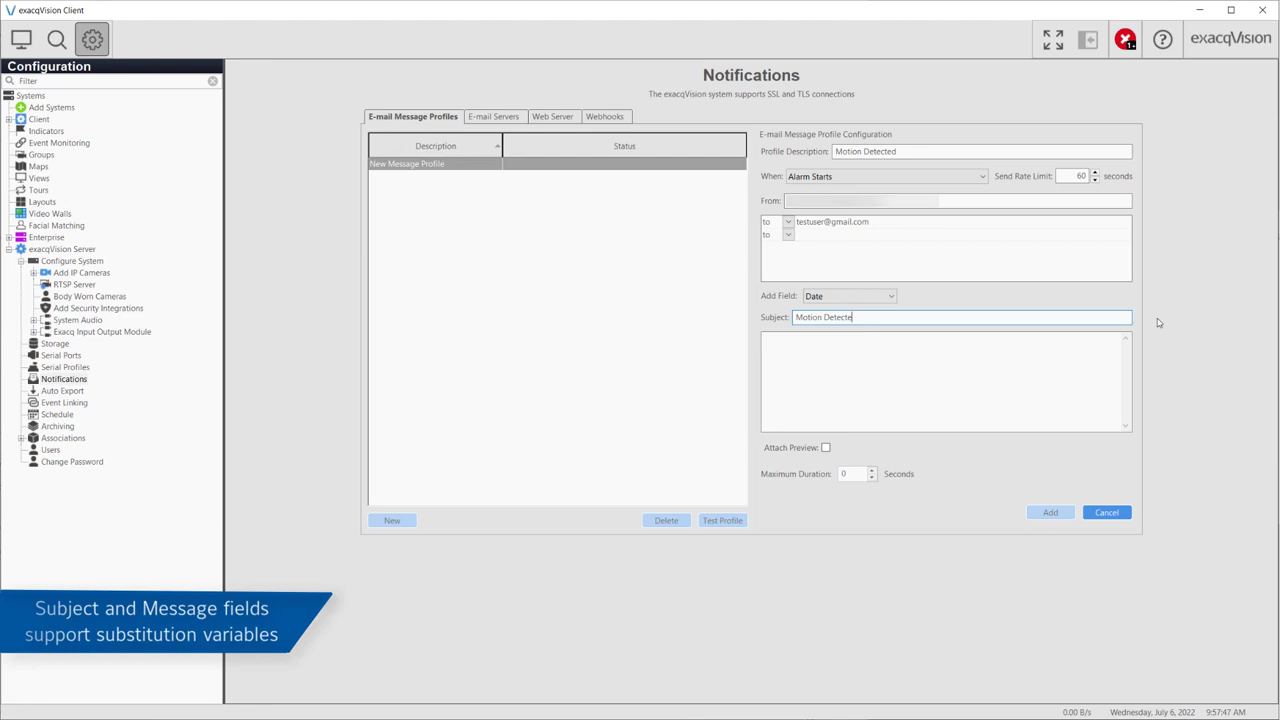 exacqVision Client
1+
exacqVision
Configuration
Filter
Systems
Add Systems
Client
Indicators
Event Monitoring
Groups
Maps
Views
Tours
Layouts
Video Walls
Facial Matching
Enterprise
exacqVision Server
Configure System
Add IP Cameras
RTSP Server
Body Worn Cameras
Add Security Integrations
System Audio
Exacq Input Output Module
Storage
Serial Ports
Serial Profiles
Notifications
Auto Export
Event Linking
Schedule
Archiving
Associations
Users
Change Password
Notifications
The exacqVision system supports SSL and TLS connections
E-mail Message Profiles E-mail Servers Web Server Webhooks
Description Status
New Message Profile
New Delete Test Profile
E-mail Message Profile Configuration
Profile Description: Motion Detected
When: Alarm Starts Send Rate Limit: 60 seconds
From:
to testuser@gmail.com
to
Add Field: Date
Subject: Motion Detecte
Attach Preview:
Maximum Duration: 0 Seconds
Add Cancel
Subject and Message fields
support substitution variables
0.00 B/s Wednesday, July 6, 2022 9:57:47 AM